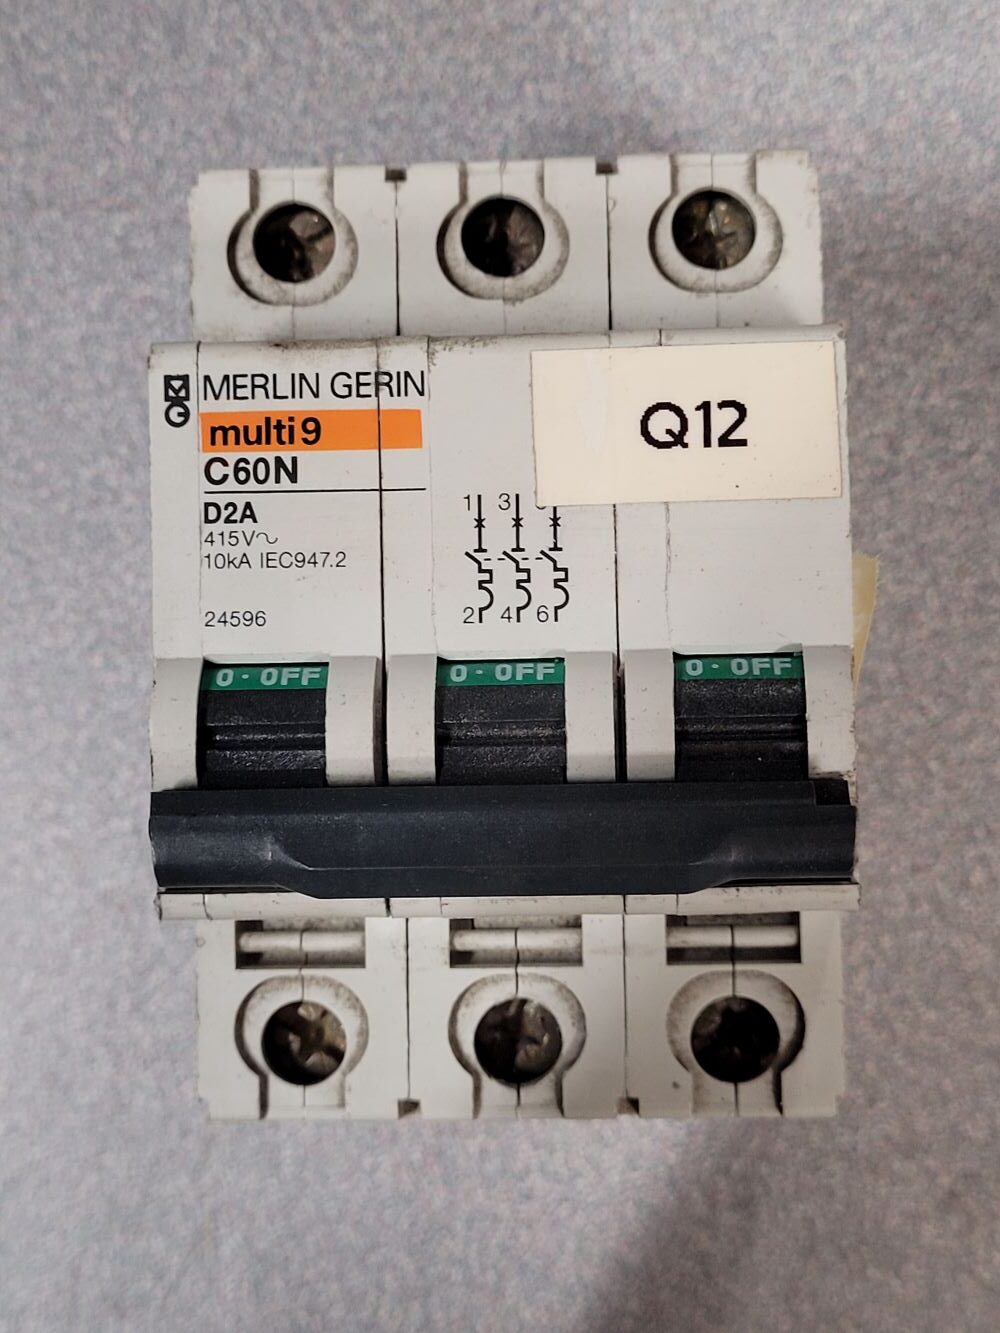 MERLIN GERIN
multi 9
C60N
D2A
415V~
10kA IEC947.2
24596
Q12
1 3
2 4 6
0 · OFF
0 · OFF
0 · OFF